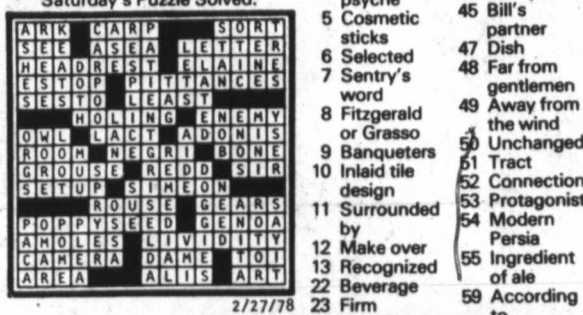 Saturday's Puzzle Solved:
ARK CARP SORT
SEE ASEA LETTER
HEADREST ELAINE
ESTOP PITTANCES
SESTO LEAST
HOLING ENEMY
OWL LACT ADONIS
ROOM NEGRI BONE
GROUSE REDD SIR
SETUP SIMEON
ROUSE GEARS
POPPYSEED GENOA
AMOLES LIVIDITY
CAMERA DAME TOI
AREA ALIS ART
2/27/78
psyche
5 Cosmetic
sticks
6 Selected
7 Sentry's
word
8 Fitzgerald
or Grasso
9 Banqueters
10 Inlaid tile
design
11 Surrounded
by
12 Make over
13 Recognized
22 Beverage
23 Firm
45 Bill's
partner
47 Dish
48 Far from
gentlemen
49 Away from
the wind
50 Unchanged
51 Tract
52 Connection
53 Protagonist
54 Modern
Persia
55 Ingredient
of ale
59 According
to